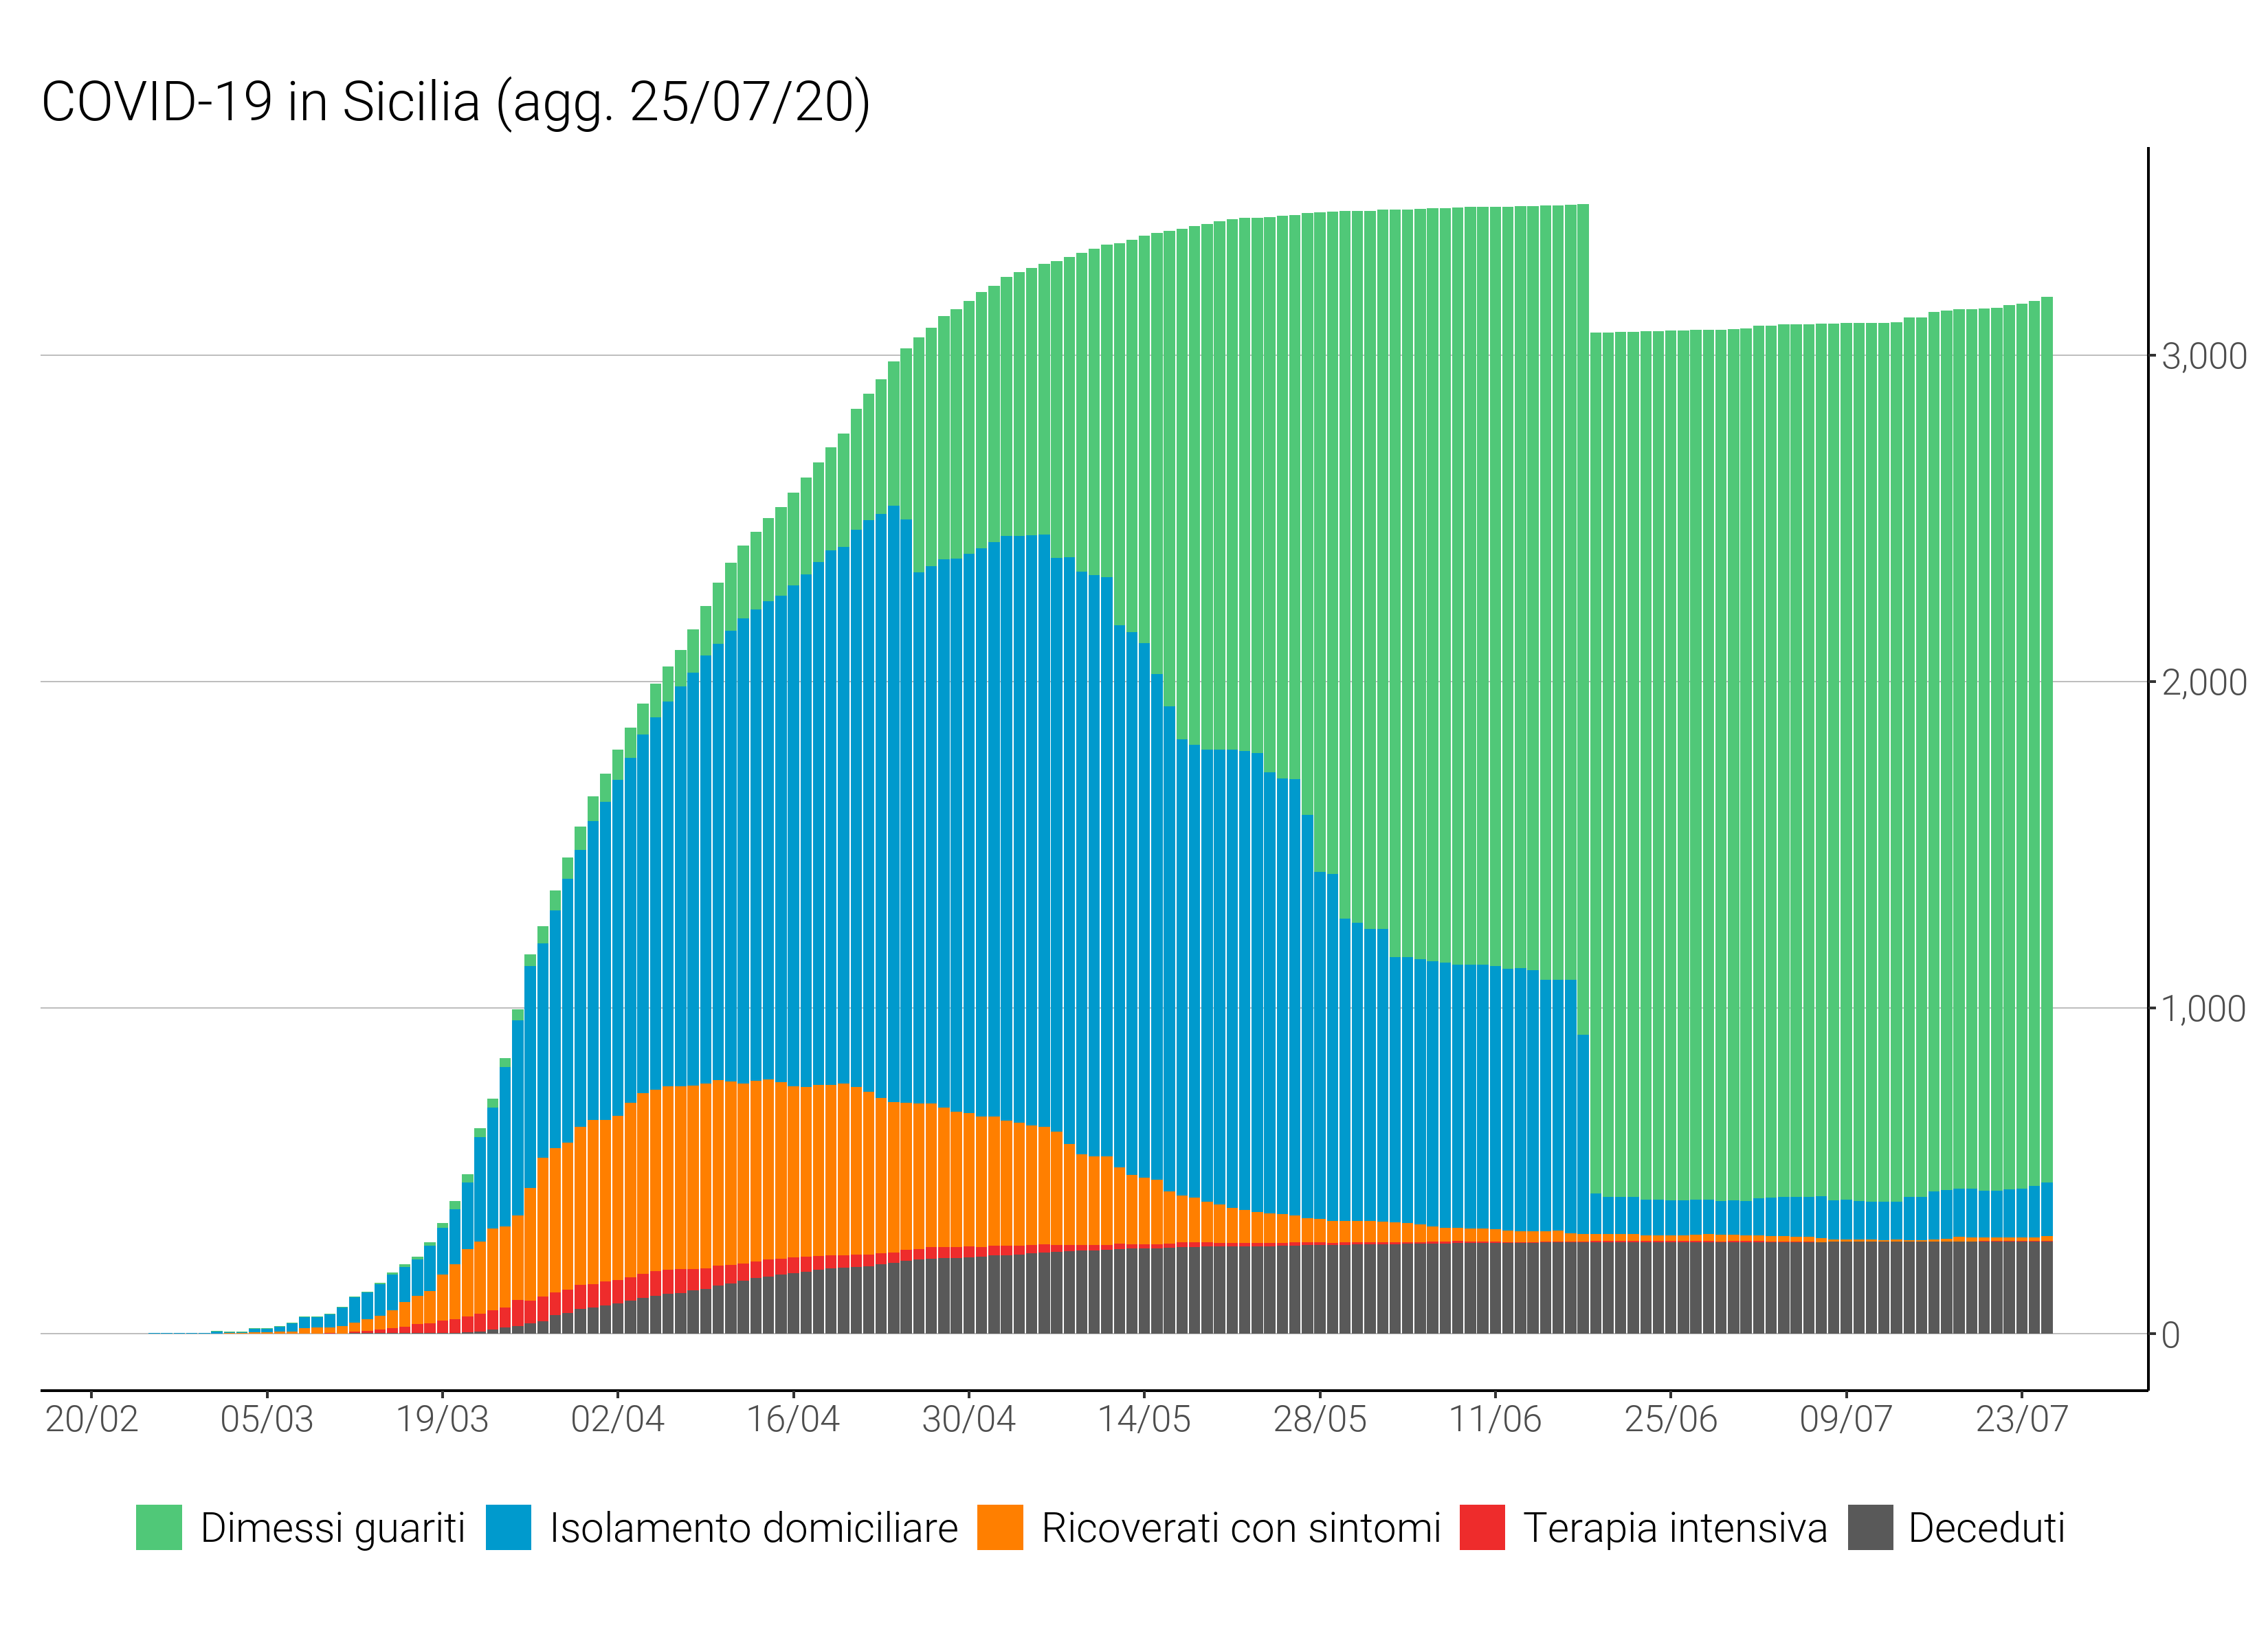 COVID-19 in Sicilia (agg. 25/07/20)
3,000
2,000
1,000
0
20/02 05/03 19/03 02/04 16/04 30/04 14/05 28/05 11/06 25/06 09/07 23/07
Dimessi guariti Isolamento domiciliare Ricoverati con sintomi Terapia intensiva Deceduti